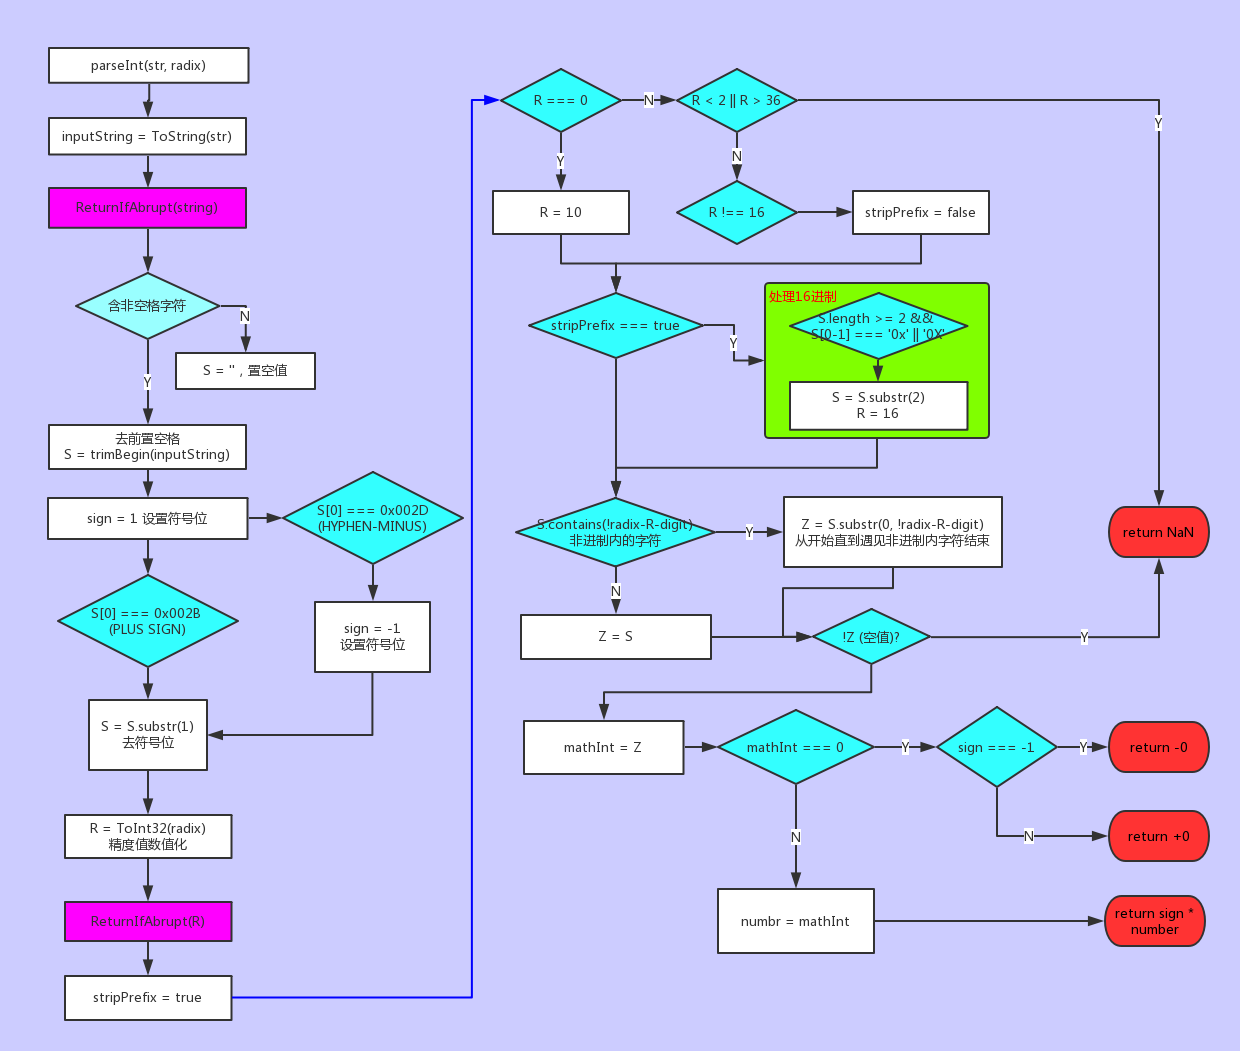 parseInt(str, radix)
inputString = ToString(str)
ReturnIfAbrupt(string)
含非空格字符
N
S = '' , 置空值
Y
去前置空格
S = trimBegin(inputString)
sign = 1 设置符号位
S[0] === 0x002D
(HYPHEN-MINUS)
S[0] === 0x002B
(PLUS SIGN)
sign = -1
设置符号位
S = S.substr(1)
去符号位
R = ToInt32(radix)
精度值数值化
ReturnIfAbrupt(R)
stripPrefix = true
R === 0
N
R < 2 || R > 36
Y
Y
N
R = 10
R !== 16
stripPrefix = false
stripPrefix === true
Y
处理16进制
S.length >= 2 &&
S[0-1] === '0x' || '0X'
S = S.substr(2)
R = 16
S.contains(!radix-R-digit)
非进制内的字符
Y
Z = S.substr(0, !radix-R-digit)
从开始直到遇见非进制内字符结束
return NaN
N
Z = S
!Z (空值)?
Y
mathInt = Z
mathInt === 0
Y
sign === -1
Y
return -0
N
return +0
N
numbr = mathInt
return sign *
number